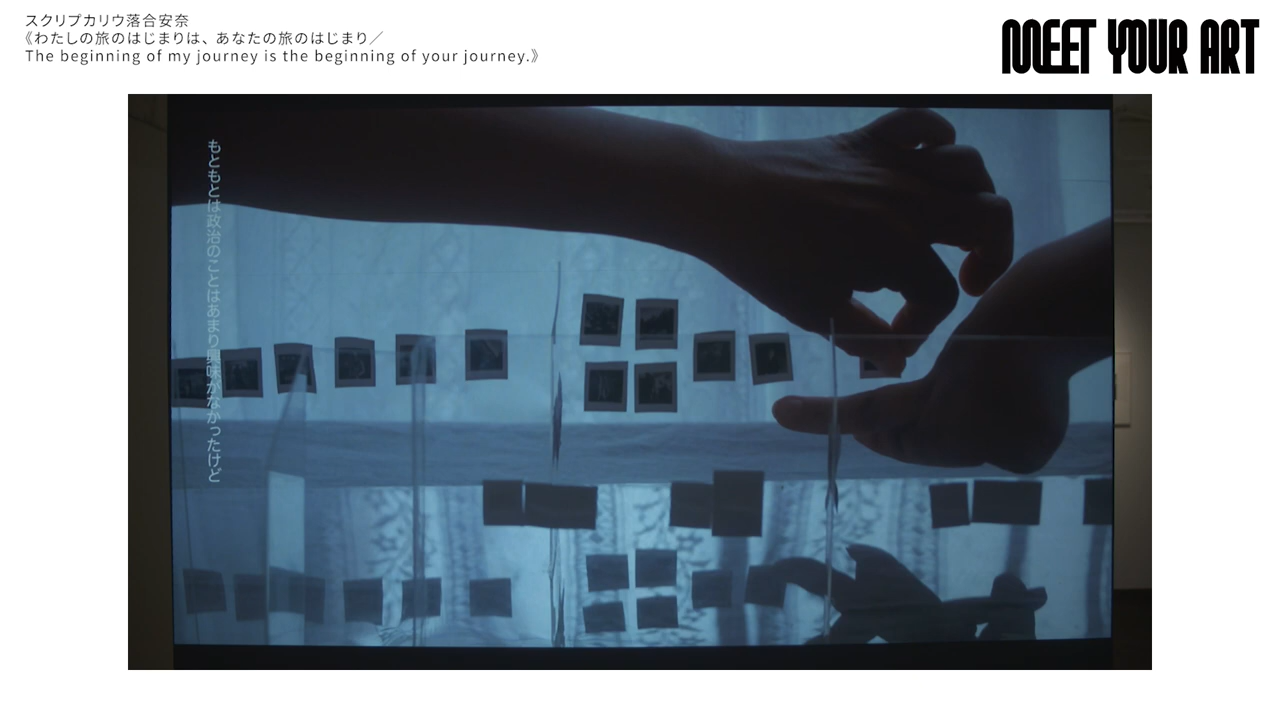 スクリプカリウ落合安奈
《わたしの旅のはじまりは、あなたの旅のはじまり／
The beginning of my journey is the beginning of your journey.》
MEET YOUR ART
もともとは政治のことはあまり興味がなかったけど